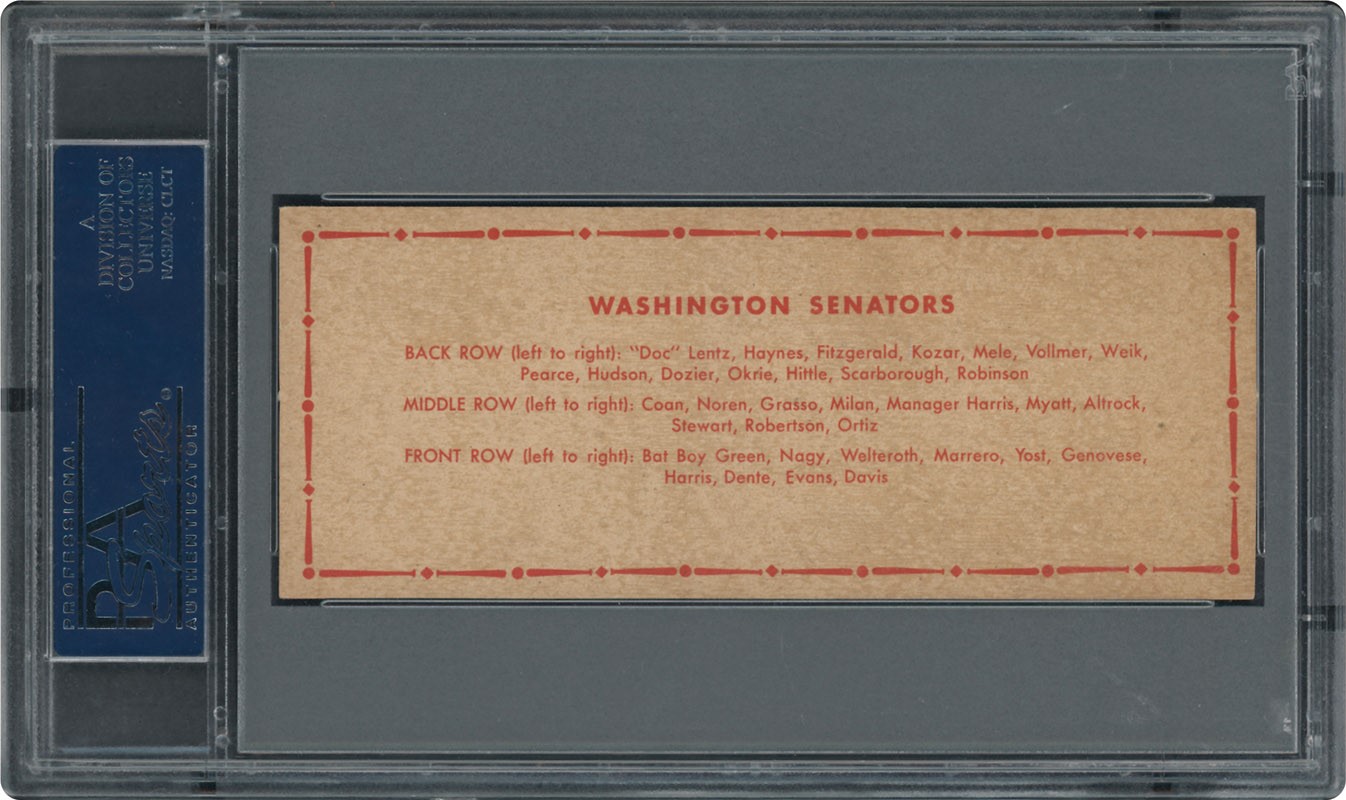 WASHINGTON SENATORS
BACK ROW (left to right): "Doc" Lentz, Haynes, Fitzgerald, Kozar, Mele, Vollmer, Weik,
Pearce, Hudson, Dozier, Okrie, Hittle, Scarborough, Robinson
MIDDLE ROW (left to right): Coan, Noren, Grasso, Milan, Manager Harris, Myatt, Altrock,
Stewart, Robertson, Ortiz
FRONT ROW (left to right): Bat Boy Green, Nagy, Welteroth, Marrero, Yost, Genovese,
Harris, Dente, Evans, Davis
A
DIVISION OF
COLLECTORS
UNIVERSE
NASDAQ: CLCT
PROFESSIONAL
PSA
Sports
AUTHENTICATOR
PSA